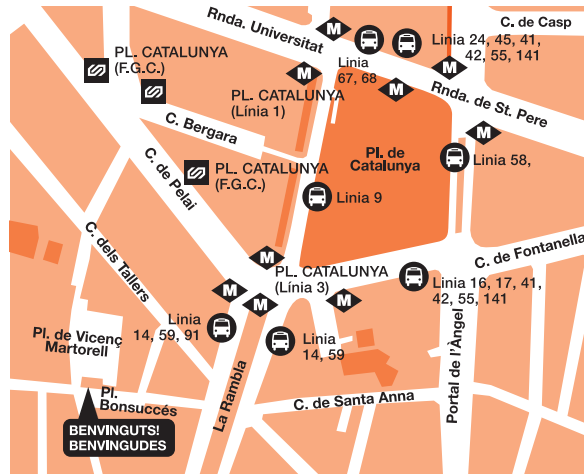 C. de Casp
Rnda. Universitat
M
Linia 24, 45, 41,
42, 55, 141
PL. CATALUNYA
(F.G.C.)
Linia
67, 68
M
M
M
Rnda. de St. Pere
PL. CATALUNYA
(Línia 1)
C. Bergara
M
Pl. de
Catalunya
Linia 58,
C. de Pelai
PL. CATALUNYA
(F.G.C.)
Linia 9
C. dels Tallers
M
C. de Fontanella
PL. CATALUNYA
(Línia 3)
M
M
M
Linia 16, 17, 41,
42, 55, 141
Linia
14, 59, 91
Linia
14, 59
Pl. de Vicenç
Martorell
La Rambla
Portal de l'Àngel
Pl.
Bonsuccés
C. de Santa Anna
BENVINGUTS!
BENVINGUDES